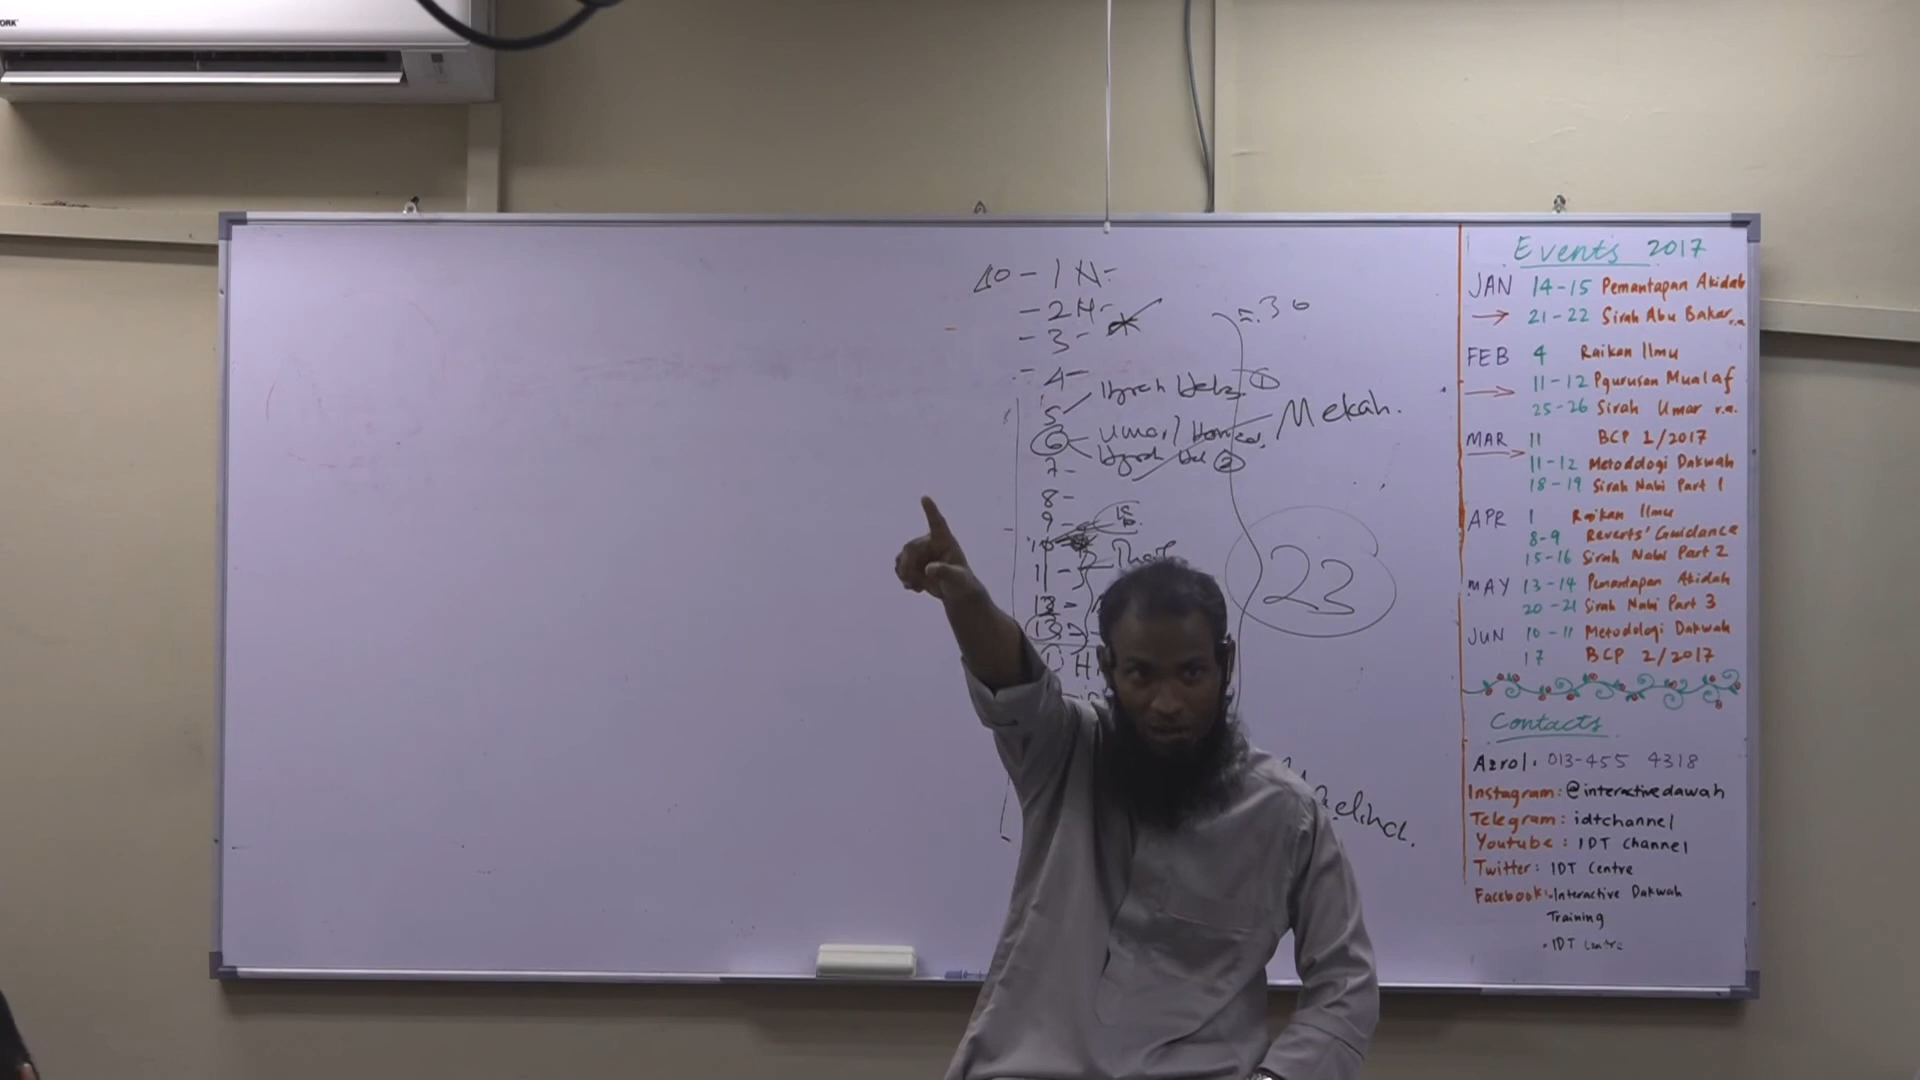 40 - 1 N -
- 2 N -
- 3 -
- 4 -
5
6
7 -
8 -
9 -
10
11 -
12 -
13
Umar / Hamzah
= . 30
Mekah.
23
Events 2017
JAN 14-15 Pemantapan Akidah
→ 21-22 Sirah Abu Bakar r.a
FEB 4 Raikan Ilmu
→ 11-12 Pgurusan Mualaf
25-26 Sirah Umar r.a.
MAR 11 BCP 1/2017
→ 11-12 Metodologi Dakwah
18-19 Sirah Nabi Part 1
APR 1 Raikan Ilmu
8-9 Reverts' Guidance
15-16 Sirah Nabi Part 2
MAY 13-14 Pemantapan Akidah
20-21 Sirah Nabi Part 3
JUN 10-11 Metodologi Dakwah
17 BCP 2/2017
Contacts
Azrol: 013-455 4318
Instagram: @interactivedawah
Telegram: idtchannel
Youtube: IDT Channel
Twitter: IDT Centre
Facebook: Interactive Dakwah
Training
. IDT Centre